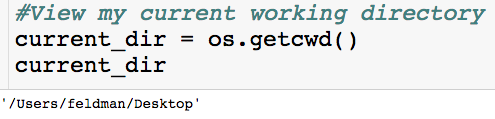 #View my current working directory
current_dir = os.getcwd()
current_dir
'/Users/feldman/Desktop'